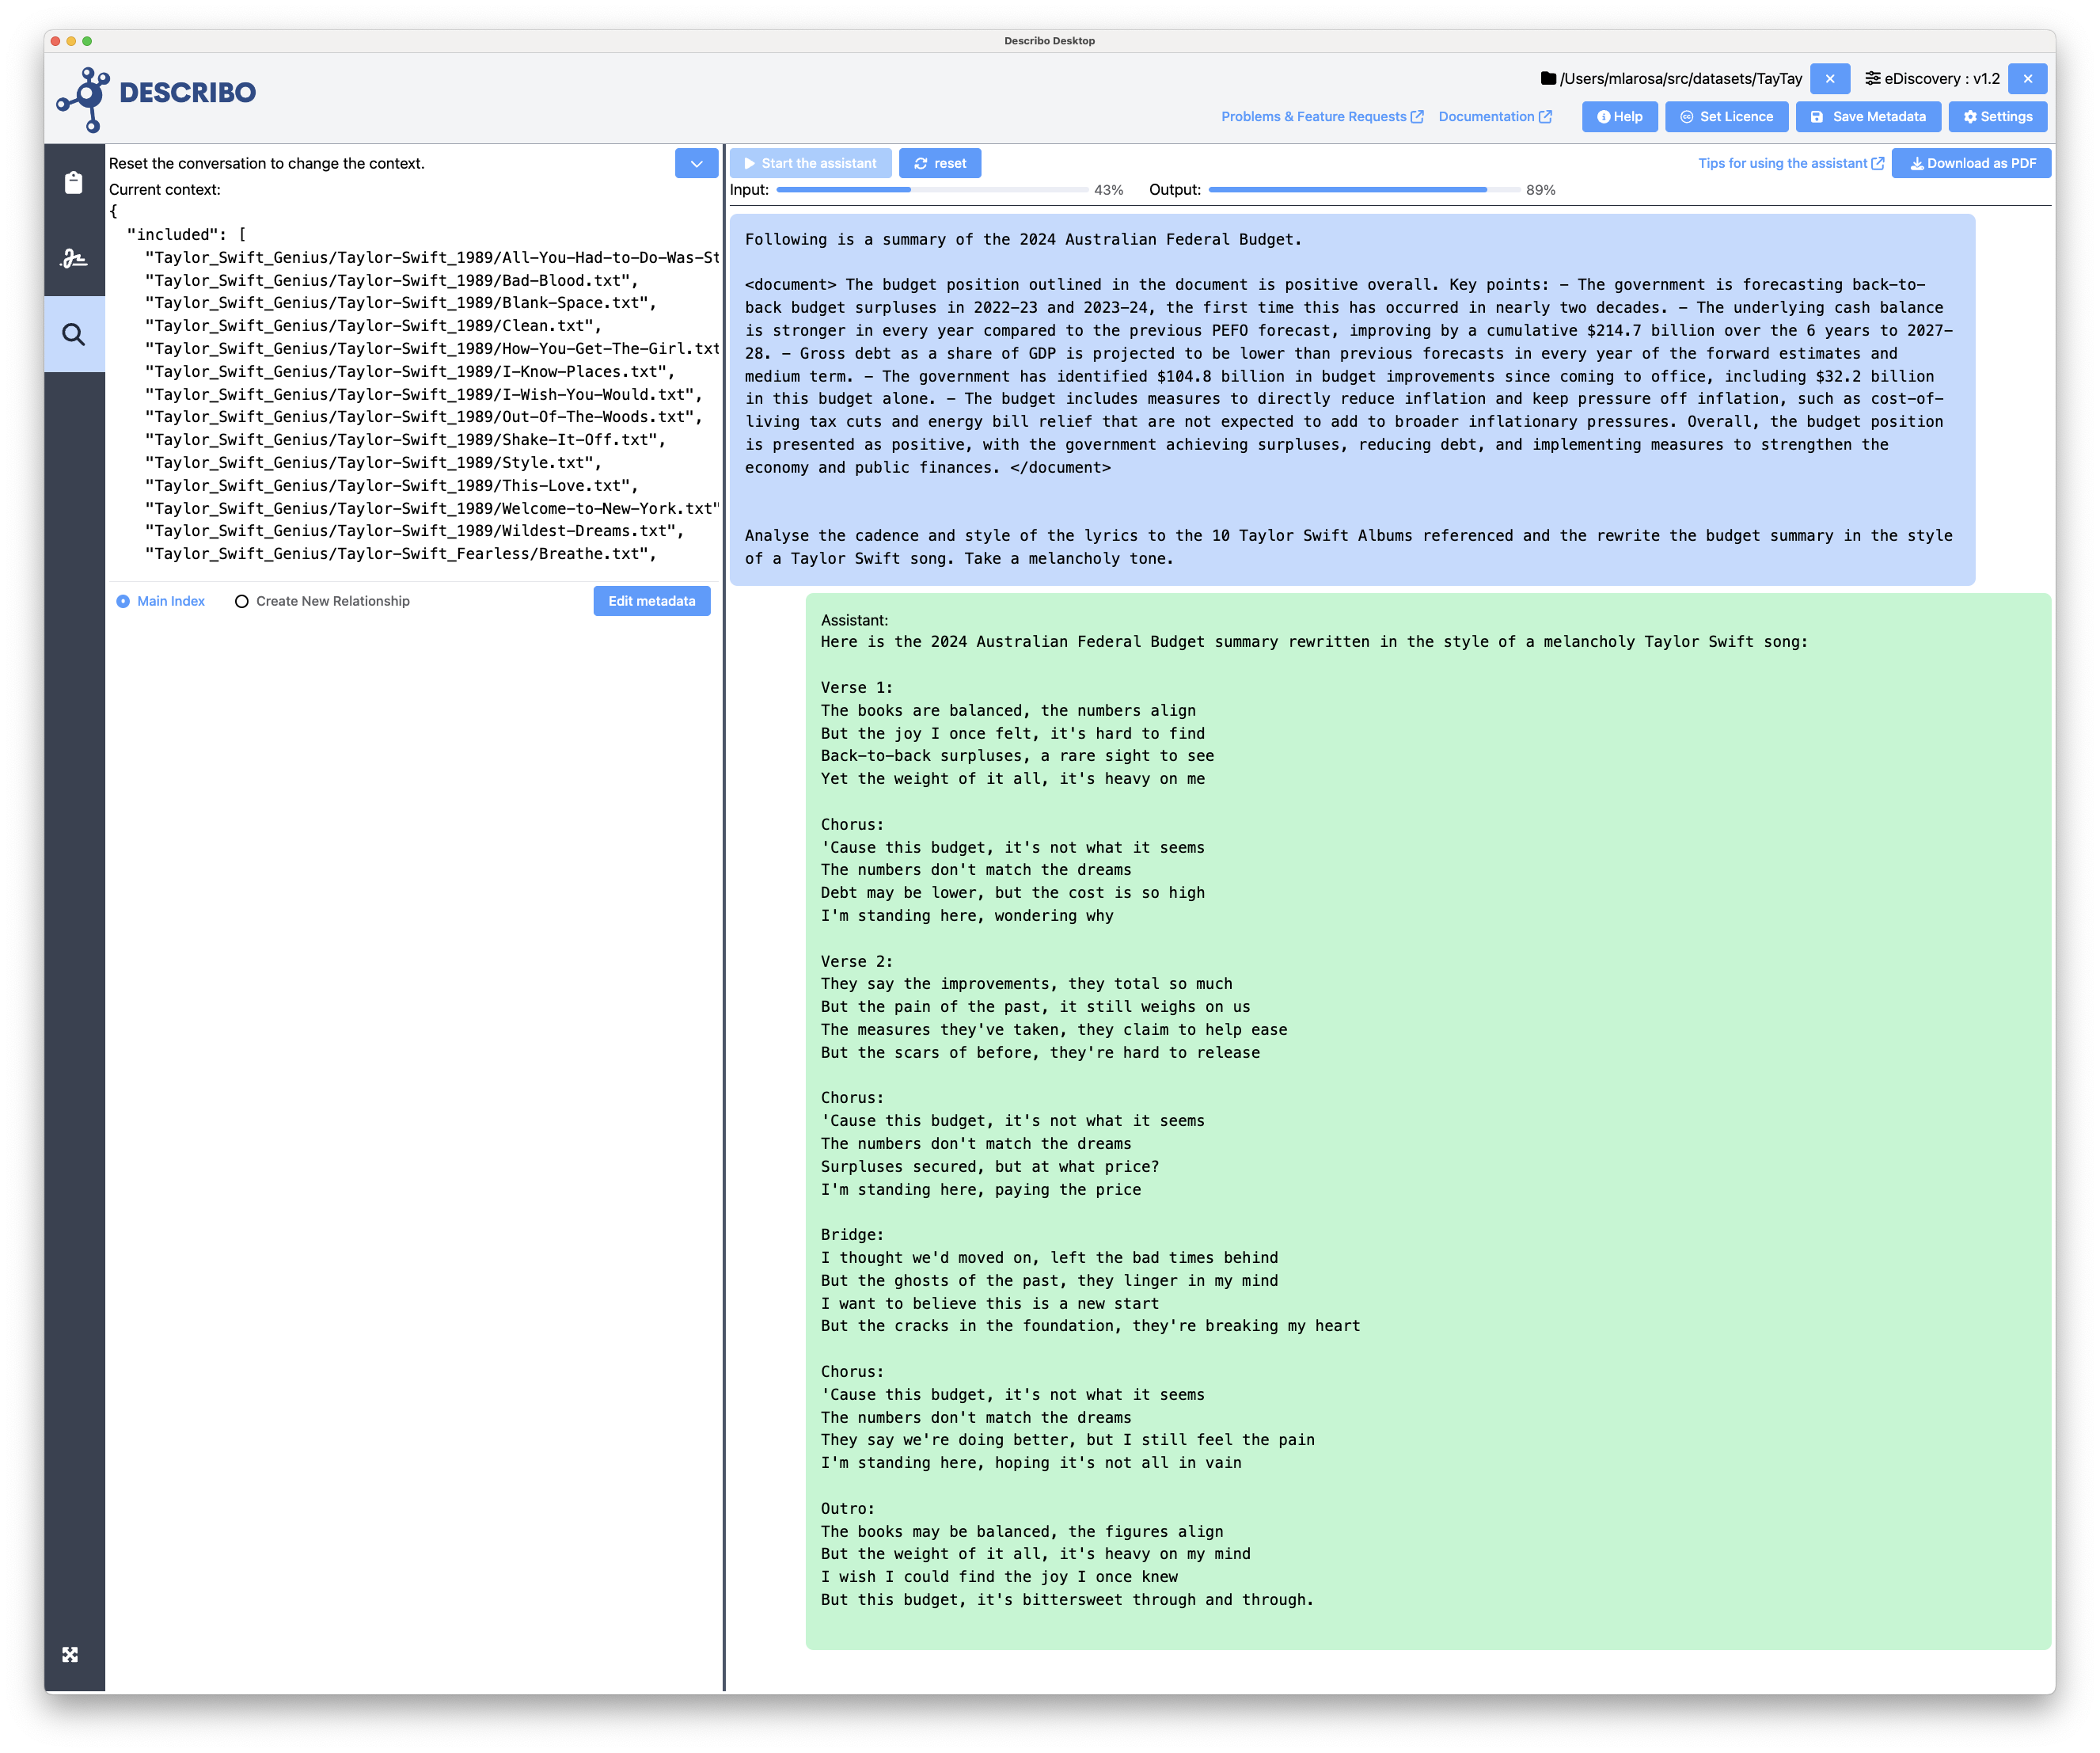 Describo Desktop
DESCRIBO
/Users/mlarosa/src/datasets/TayTay
eDiscovery : v1.2
Problems & Feature Requests
Documentation
Help
Set Licence
Save Metadata
Settings
Reset the conversation to change the context.
Current context:
{
"included": [
"Taylor_Swift_Genius/Taylor-Swift_1989/All-You-Had-to-Do-Was-St
"Taylor_Swift_Genius/Taylor-Swift_1989/Bad-Blood.txt",
"Taylor_Swift_Genius/Taylor-Swift_1989/Blank-Space.txt",
"Taylor_Swift_Genius/Taylor-Swift_1989/Clean.txt",
"Taylor_Swift_Genius/Taylor-Swift_1989/How-You-Get-The-Girl.txt
"Taylor_Swift_Genius/Taylor-Swift_1989/I-Know-Places.txt",
"Taylor_Swift_Genius/Taylor-Swift_1989/I-Wish-You-Would.txt",
"Taylor_Swift_Genius/Taylor-Swift_1989/Out-Of-The-Woods.txt",
"Taylor_Swift_Genius/Taylor-Swift_1989/Shake-It-Off.txt",
"Taylor_Swift_Genius/Taylor-Swift_1989/Style.txt",
"Taylor_Swift_Genius/Taylor-Swift_1989/This-Love.txt",
"Taylor_Swift_Genius/Taylor-Swift_1989/Welcome-to-New-York.txt"
"Taylor_Swift_Genius/Taylor-Swift_1989/Wildest-Dreams.txt",
"Taylor_Swift_Genius/Taylor-Swift_Fearless/Breathe.txt",
Main Index
Create New Relationship
Edit metadata
Start the assistant
reset
Tips for using the assistant
Download as PDF
Input: 43%
Output: 89%
Following is a summary of the 2024 Australian Federal Budget.
<document> The budget position outlined in the document is positive overall. Key points: – The government is forecasting back-to-
back budget surpluses in 2022-23 and 2023-24, the first time this has occurred in nearly two decades. – The underlying cash balance
is stronger in every year compared to the previous PEFO forecast, improving by a cumulative $214.7 billion over the 6 years to 2027-
28. – Gross debt as a share of GDP is projected to be lower than previous forecasts in every year of the forward estimates and
medium term. – The government has identified $104.8 billion in budget improvements since coming to office, including $32.2 billion
in this budget alone. – The budget includes measures to directly reduce inflation and keep pressure off inflation, such as cost-of-
living tax cuts and energy bill relief that are not expected to add to broader inflationary pressures. Overall, the budget position
is presented as positive, with the government achieving surpluses, reducing debt, and implementing measures to strengthen the
economy and public finances. </document>
Analyse the cadence and style of the lyrics to the 10 Taylor Swift Albums referenced and the rewrite the budget summary in the style
of a Taylor Swift song. Take a melancholy tone.
Assistant:
Here is the 2024 Australian Federal Budget summary rewritten in the style of a melancholy Taylor Swift song:
Verse 1:
The books are balanced, the numbers align
But the joy I once felt, it's hard to find
Back-to-back surpluses, a rare sight to see
Yet the weight of it all, it's heavy on me
Chorus:
'Cause this budget, it's not what it seems
The numbers don't match the dreams
Debt may be lower, but the cost is so high
I'm standing here, wondering why
Verse 2:
They say the improvements, they total so much
But the pain of the past, it still weighs on us
The measures they've taken, they claim to help ease
But the scars of before, they're hard to release
Chorus:
'Cause this budget, it's not what it seems
The numbers don't match the dreams
Surpluses secured, but at what price?
I'm standing here, paying the price
Bridge:
I thought we'd moved on, left the bad times behind
But the ghosts of the past, they linger in my mind
I want to believe this is a new start
But the cracks in the foundation, they're breaking my heart
Chorus:
'Cause this budget, it's not what it seems
The numbers don't match the dreams
They say we're doing better, but I still feel the pain
I'm standing here, hoping it's not all in vain
Outro:
The books may be balanced, the figures align
But the weight of it all, it's heavy on my mind
I wish I could find the joy I once knew
But this budget, it's bittersweet through and through.